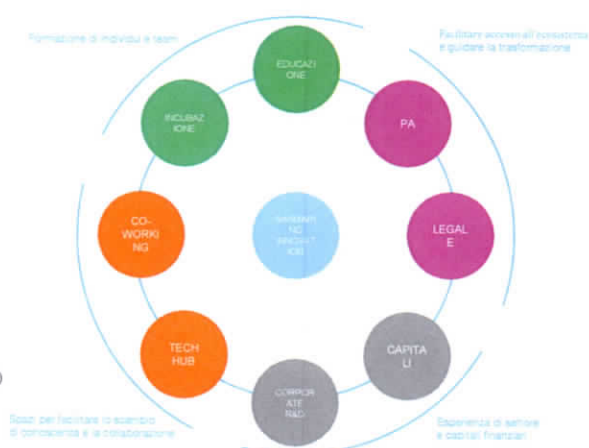 Formazione di individui e team
Facilitare accesso all'ecosistema
e guidare la trasformazione
EDUCAZI
ONE
INCUBAZ
IONE
PA
CO-
WORKI
NG
LEGAL
E
TECH
HUB
CAPITA
LI
CORPOR
ATE
R&D
Spazi per facilitare lo scambio
di conoscenza e la collaborazione
Esperienza di settore
e capitali finanziari